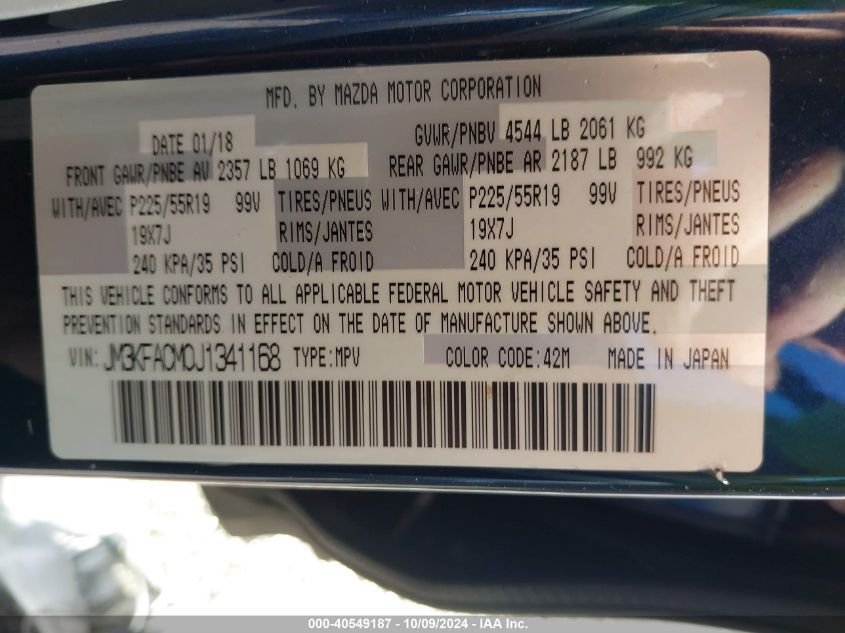 MFD. BY MAZDA MOTOR CORPORATION
DATE 01/18 GVWR/PNBV 4544 LB 2061 KG
FRONT GAWR/PNBE AV 2357 LB 1069 KG REAR GAWR/PNBE AR 2187 LB 992 KG
WITH/AVEC P225/55R19 99V TIRES/PNEUS WITH/AVEC P225/55R19 99V TIRES/PNEUS
19X7J RIMS/JANTES 19X7J RIMS/JANTES
240 KPA/35 PSI COLD/A FROID 240 KPA/35 PSI COLD/A FROID
THIS VEHICLE CONFORMS TO ALL APPLICABLE FEDERAL MOTOR VEHICLE SAFETY AND THEFT
PREVENTION STANDARDS IN EFFECT ON THE DATE OF MANUFACTURE SHOWN ABOVE.
VIN: JM3KFACM0J1341168 TYPE:MPV COLOR CODE:42M MADE IN JAPAN
000-40549187 - 10/09/2024 - IAA Inc.